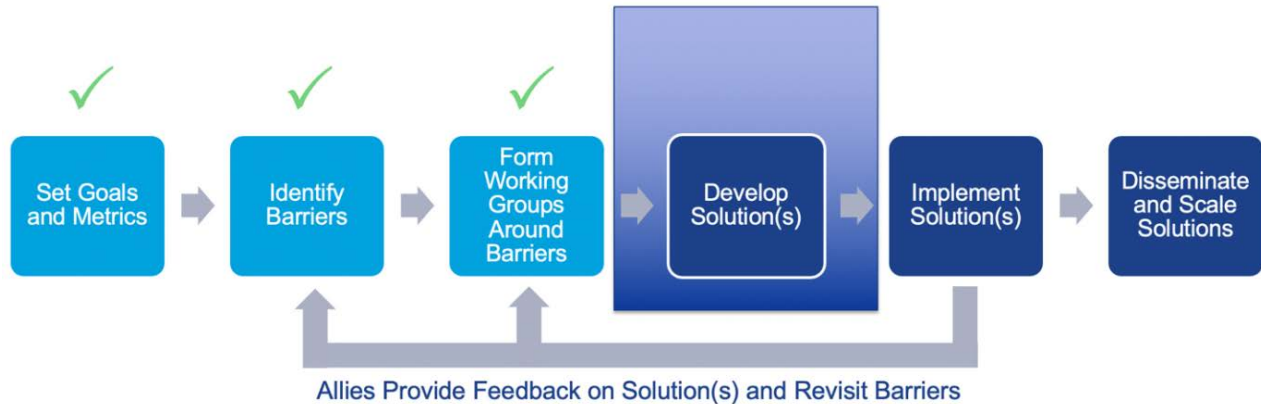 Set Goals
and Metrics
Identify
Barriers
Form
Working
Groups
Around
Barriers
Develop
Solution(s)
Implement
Solution(s)
Disseminate
and Scale
Solutions
Allies Provide Feedback on Solution(s) and Revisit Barriers